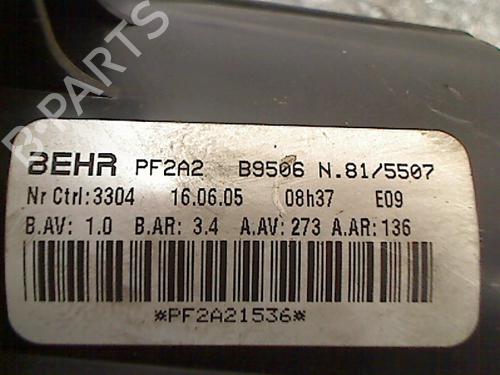 B-PARTS
BEHR PF2A2 B9506 N.81/5507
Nr Ctrl:3304 16.06.05 08h37 E09
B.AV: 1.0 B.AR: 3.4 A.AV: 273 A.AR:136
*PF2A21536*